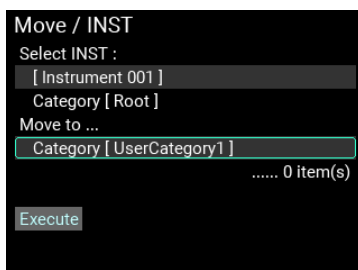 Move / INST
Select INST :
[ Instrument 001 ]
Category [ Root ]
Move to ...
Category [ UserCategory1 ]
...... 0 item(s)
Execute